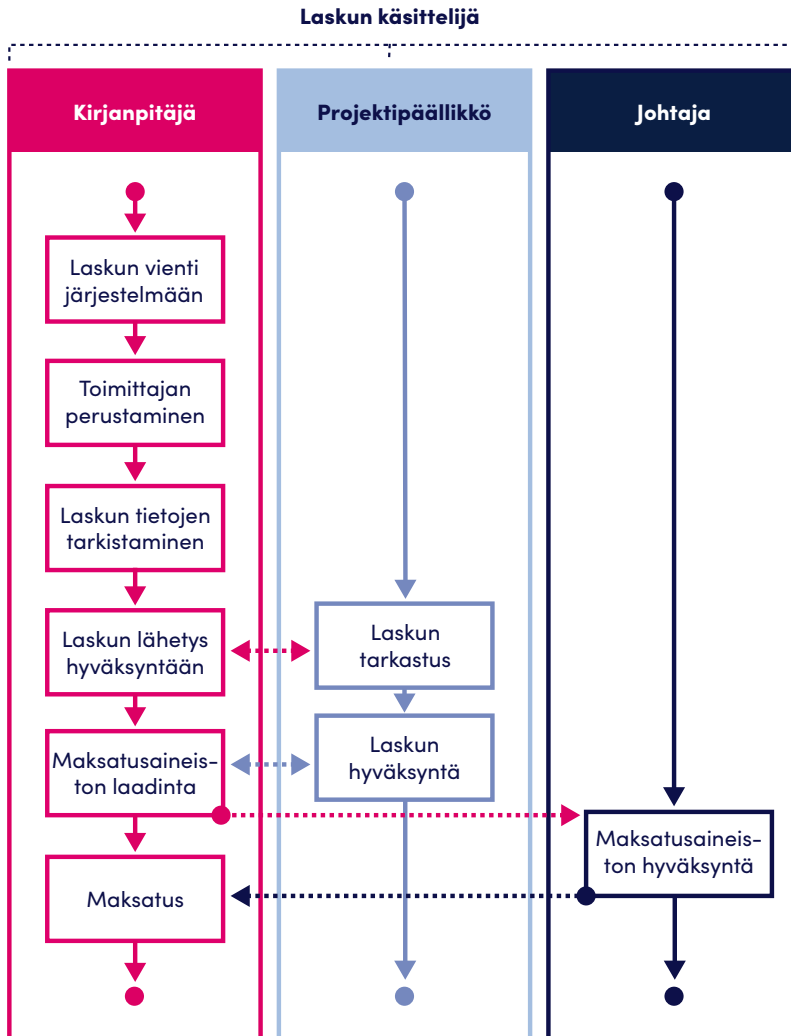 Laskun käsittelijä
Kirjanpitäjä
Projektipäällikkö
Johtaja
Laskun vienti
järjestelmään
Toimittajan
perustaminen
Laskun tietojen
tarkistaminen
Laskun lähetys
hyväksyntään
Laskun
tarkastus
Maksatusaineis-
ton laadinta
Laskun
hyväksyntä
Maksatusaineis-
ton hyväksyntä
Maksatus